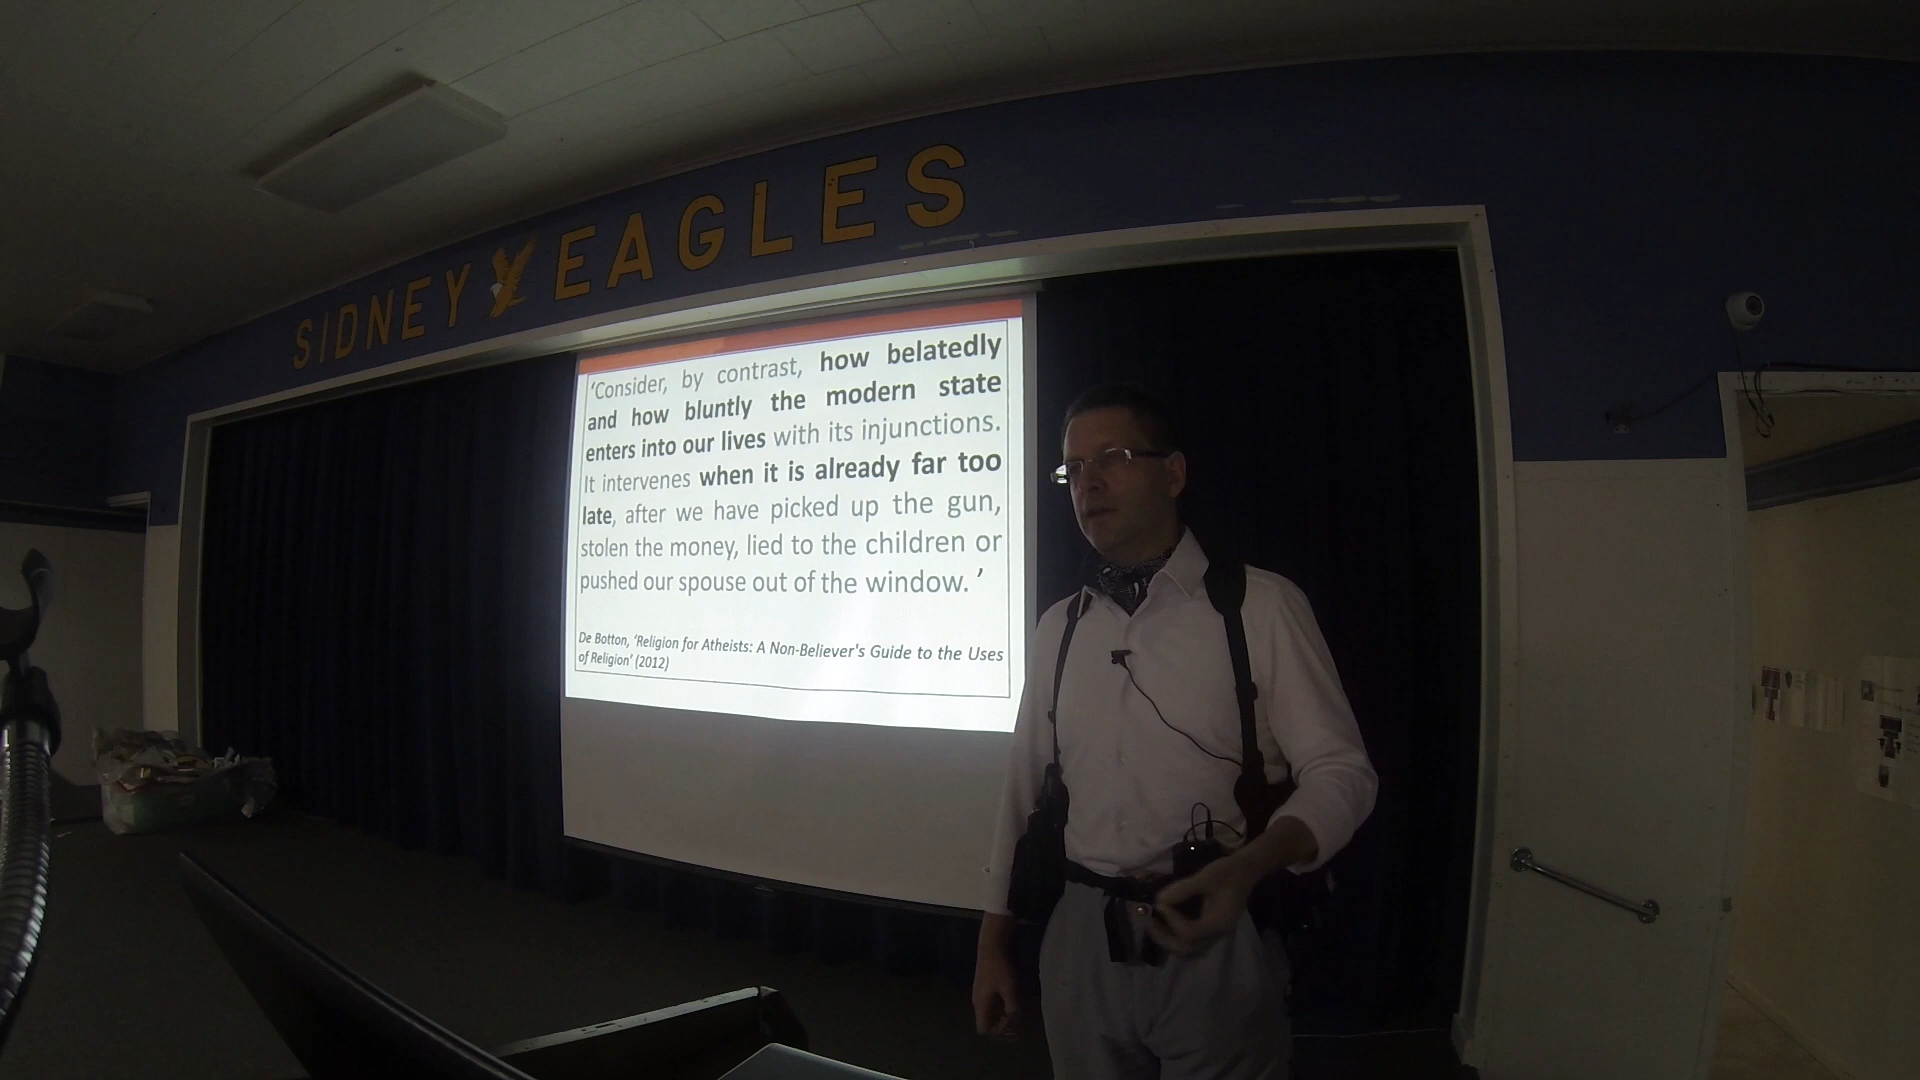 SIDNEY EAGLES
‘Consider, by contrast, how belatedly
and how bluntly the modern state
enters into our lives with its injunctions.
It intervenes when it is already far too
late, after we have picked up the gun,
stolen the money, lied to the children or
pushed our spouse out of the window. ’
De Botton, ‘Religion for Atheists: A Non-Believer's Guide to the Uses
of Religion’ (2012)